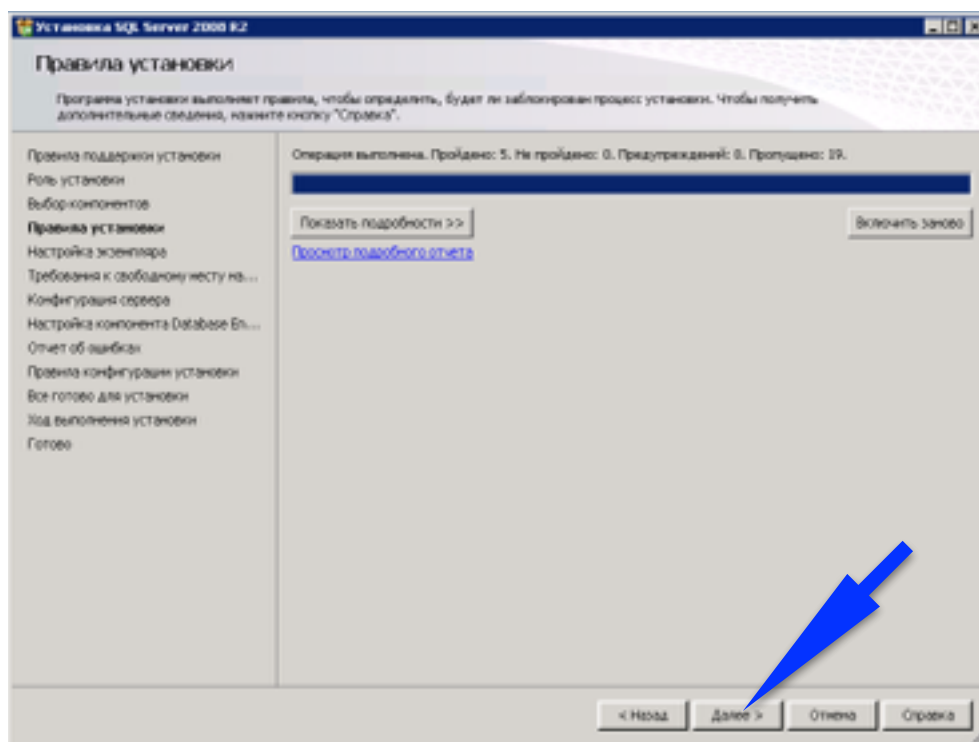 Установка SQL Server 2008 R2
Правила установки
Программа установки выполняет правила, чтобы определить, будет ли заблокирован процесс установки. Чтобы получить
дополнительные сведения, нажмите кнопку "Справка".
Правила поддержки установки
Роль установки
Выбор компонентов
Правила установки
Настройка экземпляра
Требования к свободному месту на...
Конфигурация сервера
Настройка компонента Database En...
Отчет об ошибках
Правила конфигурации установки
Все готово для установки
Ход выполнения установки
Готово
Операция выполнена. Пройдено: 5. Не пройдено: 0. Предупреждений: 0. Пропущено: 19.
Показать подробности >>
Включить заново
Просмотр подробного отчета
< Назад
Далее >
Отмена
Справка